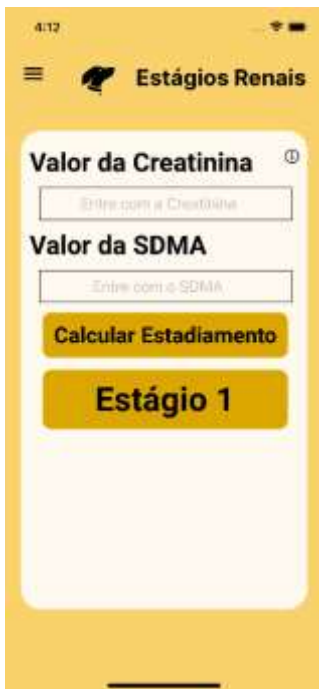 4:12
Estágios Renais
Valor da Creatinina
Entre com a Creatinina
Valor da SDMA
Entre com o SDMA
Calcular Estadiamento
Estágio 1